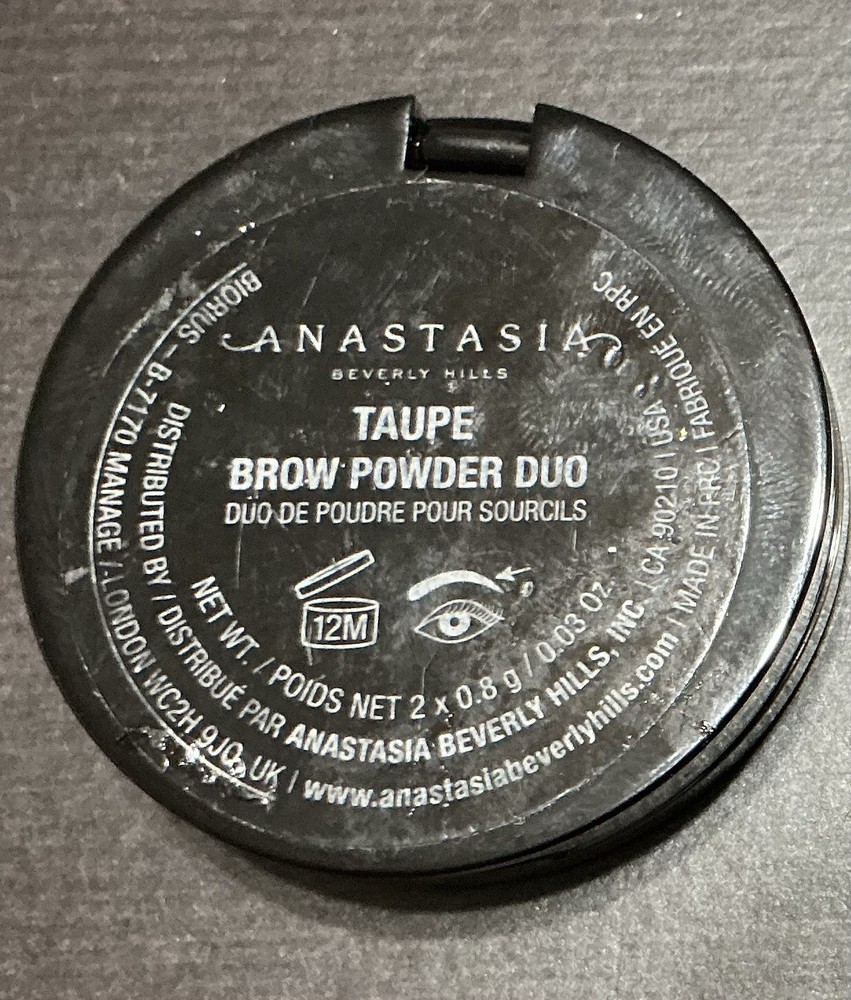 ANASTASIA
BEVERLY HILLS
TAUPE
BROW POWDER DUO
DUO DE POUDRE POUR SOURCILS
12M
NET WT. / POIDS NET 2 x 0.8 g / 0.03 Oz.
DISTRIBUTED BY / DISTRIBUÉ PAR ANASTASIA BEVERLY HILLS, INC. | CA 90210 | USA
BIORIUS – B-7170 MANAGE / LONDON WC2H 9JQ, UK | www.anastasiabeverlyhills.com | MADE IN PRC | FABRIQUÉ EN RPC